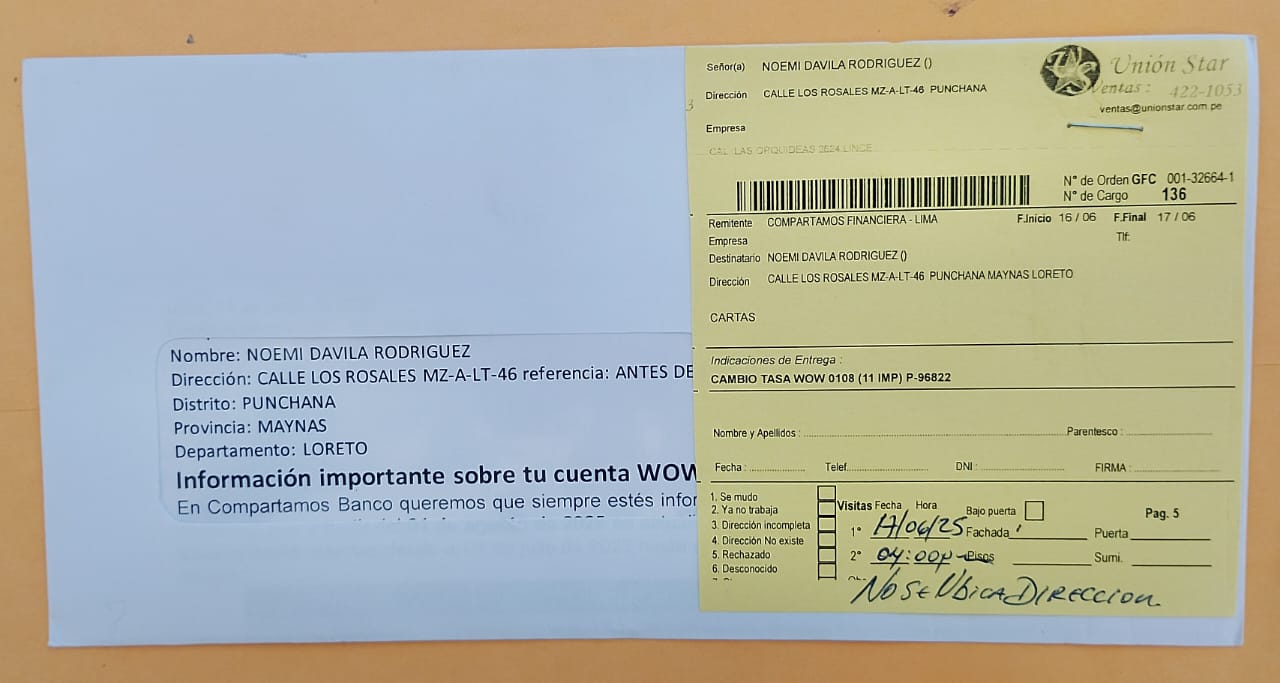 Nombre: NOEMI DAVILA RODRIGUEZ
Dirección: CALLE LOS ROSALES MZ-A-LT-46 referencia: ANTES DE
Distrito: PUNCHANA
Provincia: MAYNAS
Departamento: LORETO
Información importante sobre tu cuenta WOW
En Compartamos Banco queremos que siempre estés infor
Señor(a) NOEMI DAVILA RODRIGUEZ ()
Dirección CALLE LOS ROSALES MZ-A-LT-46 PUNCHANA
Empresa
CAL LAS ORQUIDEAS 2624 LINCE
US Unión Star
Ventas : 422-1053
ventas@unionstar.com.pe
N° de Orden GFC 001-32664-1
N° de Cargo 136
Remitente COMPARTAMOS FINANCIERA - LIMA F.Inicio 16 / 06 F.Final 17 / 06
Empresa Tlf:
Destinatario NOEMI DAVILA RODRIGUEZ ()
Dirección CALLE LOS ROSALES MZ-A-LT-46 PUNCHANA MAYNAS LORETO
CARTAS
Indicaciones de Entrega :
CAMBIO TASA WOW 0108 (11 IMP) P-96822
Nombre y Apellidos : Parentesco :
Fecha : Telef. DNI : FIRMA :
1. Se mudo
2. Ya no trabaja
3. Dirección incompleta
4. Dirección No existe
5. Rechazado
6. Desconocido
Visitas Fecha Hora Bajo puerta Pag. 5
1° 17/06/25 Fachada Puerta
2° 04:00p Pisos Sumi.
NO SE UBICA DIRECCION